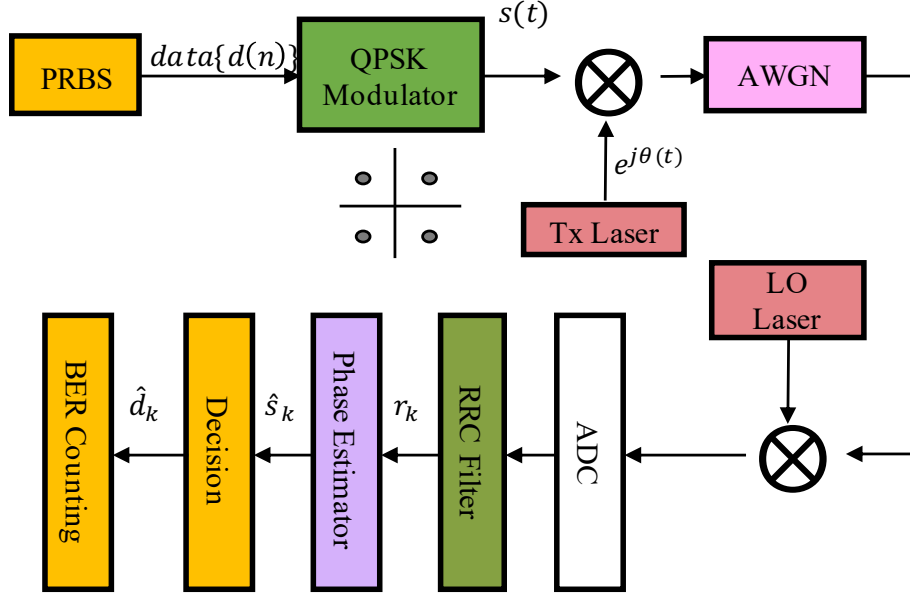 s(t)
PRBS
data{d(n)}
QPSK
Modulator
AWGN
e^{jθ(t)}
Tx Laser
LO
Laser
BER Counting
d̂_k
Decision
ŝ_k
Phase Estimator
r_k
RRC Filter
ADC